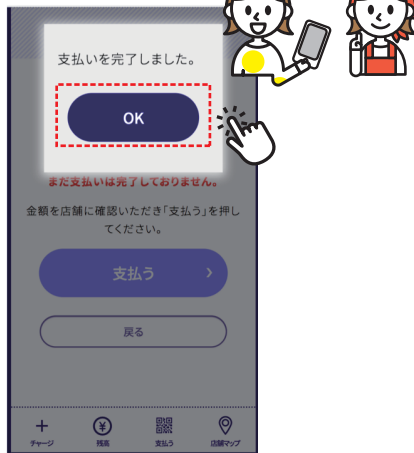 支払いを完了しました。
OK
まだ支払いは完了しておりません。
金額を店舗に確認いただき「支払う」を押し
てください。
支払う
戻る
チャージ
残高
支払う
店舗マップ